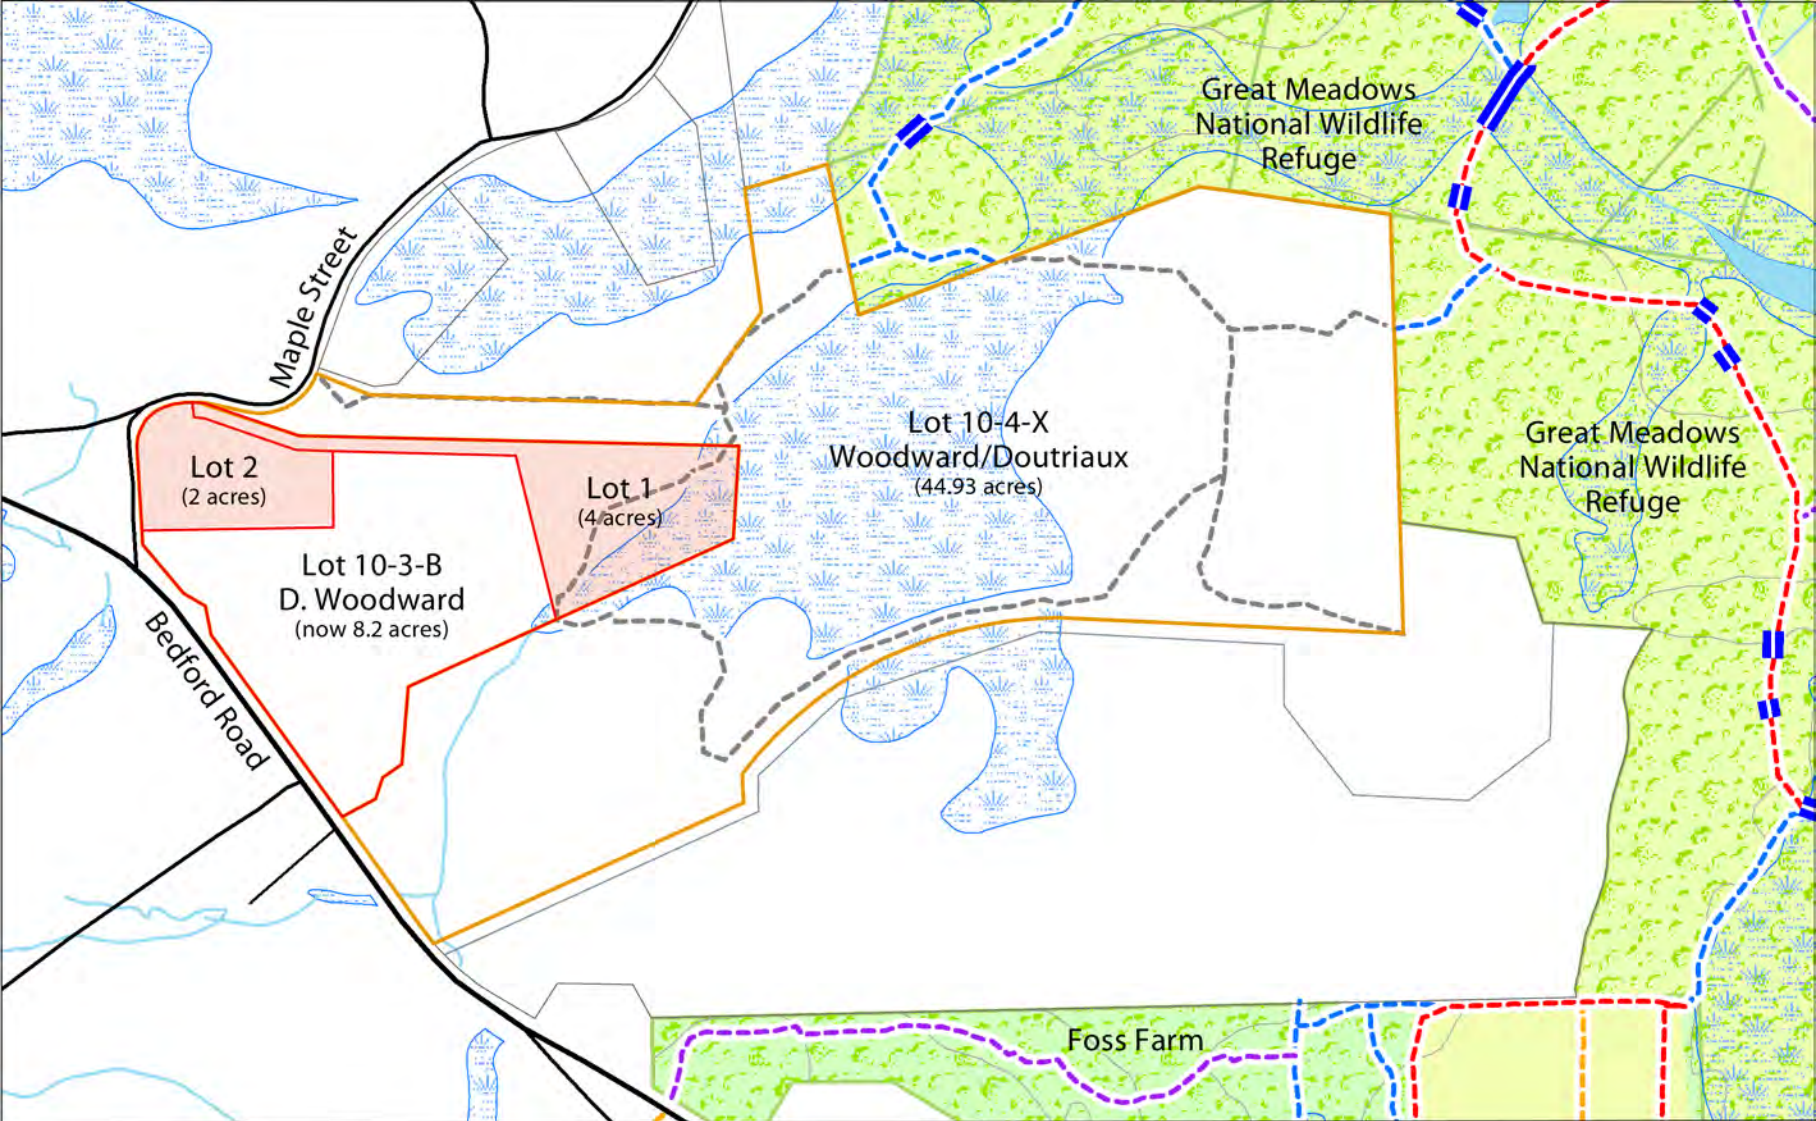 Great Meadows
National Wildlife
Refuge
Maple Street
Lot 10-4-X
Woodward/Doutriaux
(44.93 acres)
Great Meadows
National Wildlife
Refuge
Lot 2
(2 acres)
Lot 1
(4 acres)
Lot 10-3-B
D. Woodward
(now 8.2 acres)
Bedford Road
Foss Farm